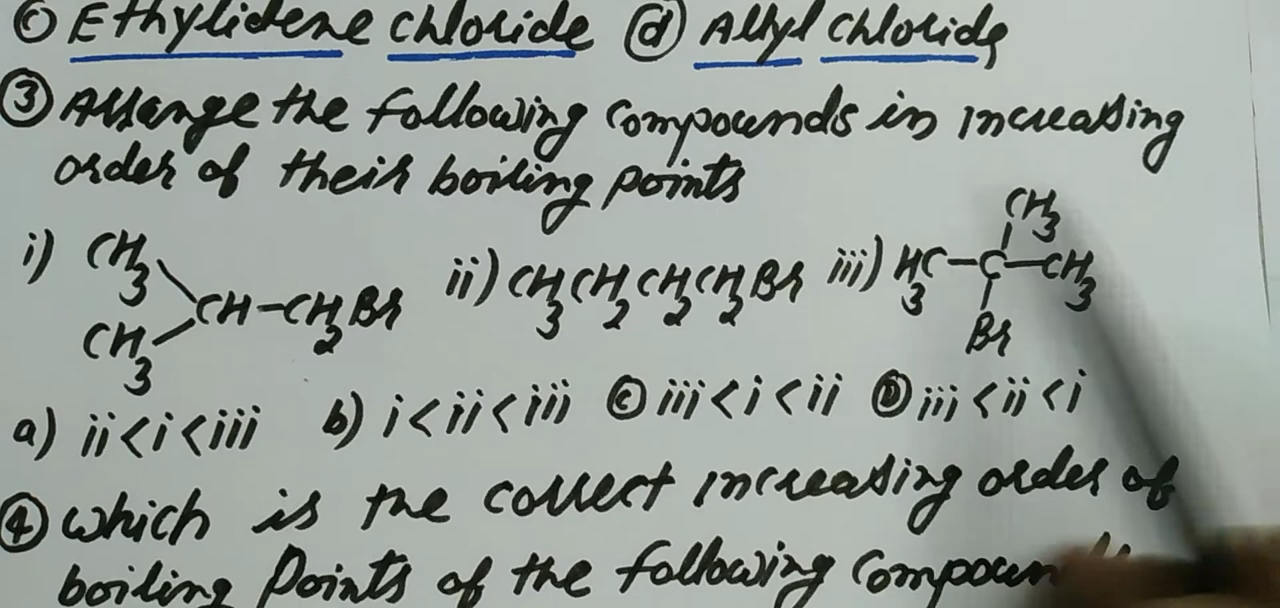 © Ethylidene chloride ⓓ Allyl chloride
③ Arrange the following compounds in increasing
order of their boiling points
i) CH3 CH3 CH-CH2Br ii) CH3CH2CH2CH2Br iii) H3C-C-CH3 CH3 Br
a) ii<i<iii b) i<ii<iii © iii<i<ii Ⓓ iii<ii<i
④ which is the correct increasing order of
boiling Points of the following